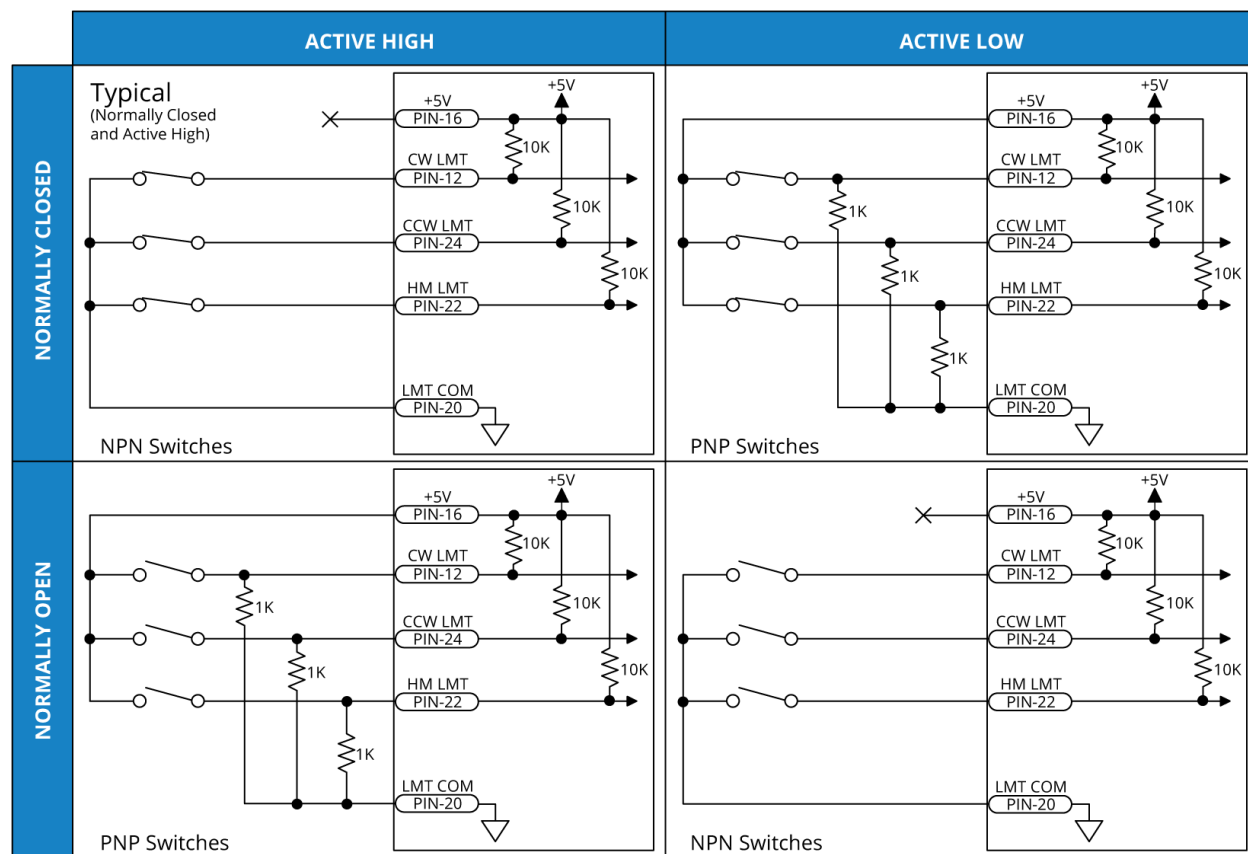 ACTIVE HIGH
ACTIVE LOW
NORMALLY CLOSED
Typical
(Normally Closed
and Active High)
+5V
+5V
PIN-16
10K
CW LMT
PIN-12
10K
CCW LMT
PIN-24
10K
HM LMT
PIN-22
LMT COM
PIN-20
NPN Switches
+5V
+5V
PIN-16
10K
CW LMT
PIN-12
1K
10K
CCW LMT
PIN-24
1K
10K
HM LMT
PIN-22
1K
LMT COM
PIN-20
PNP Switches
NORMALLY OPEN
+5V
+5V
PIN-16
10K
CW LMT
PIN-12
1K
10K
CCW LMT
PIN-24
1K
10K
HM LMT
PIN-22
1K
LMT COM
PIN-20
PNP Switches
+5V
+5V
PIN-16
10K
CW LMT
PIN-12
10K
CCW LMT
PIN-24
10K
HM LMT
PIN-22
LMT COM
PIN-20
NPN Switches